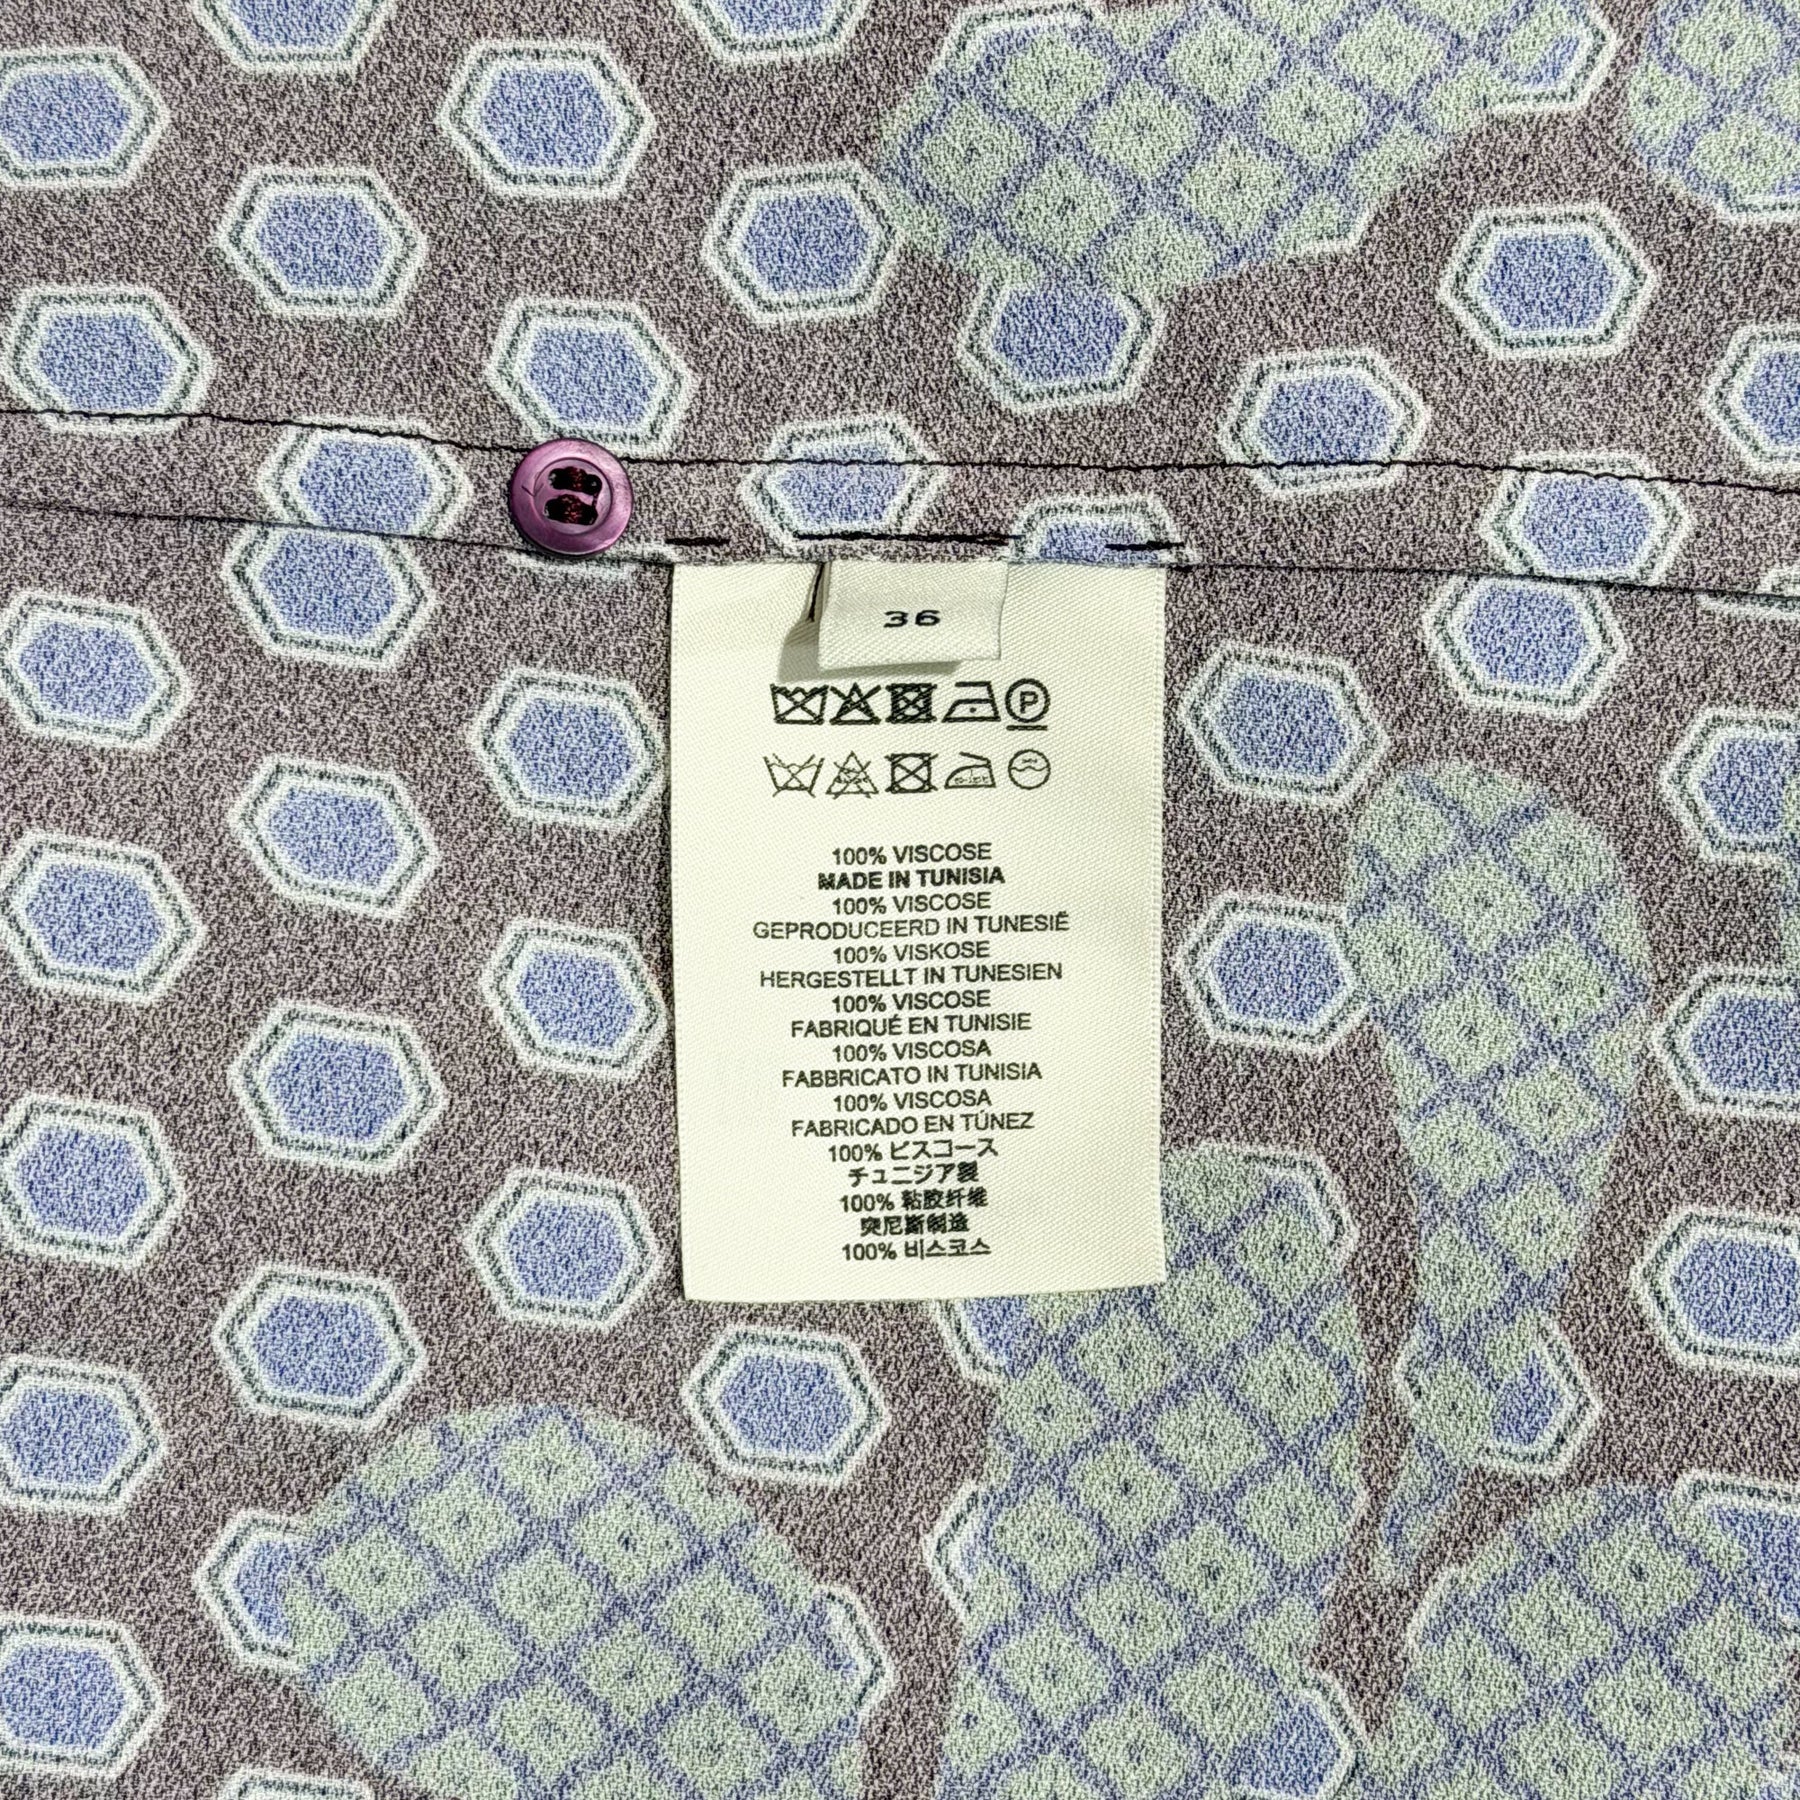 36
P
100% VISCOSE
MADE IN TUNISIA
100% VISCOSE
GEPRODUCEERD IN TUNESIË
100% VISKOSE
HERGESTELLT IN TUNESIEN
100% VISCOSE
FABRIQUÉ EN TUNISIE
100% VISCOSA
FABBRICATO IN TUNISIA
100% VISCOSA
FABRICADO EN TÚNEZ
100% ビスコース
チュニジア製
100% 粘胶纤维
突尼斯制造
100% 비스코스